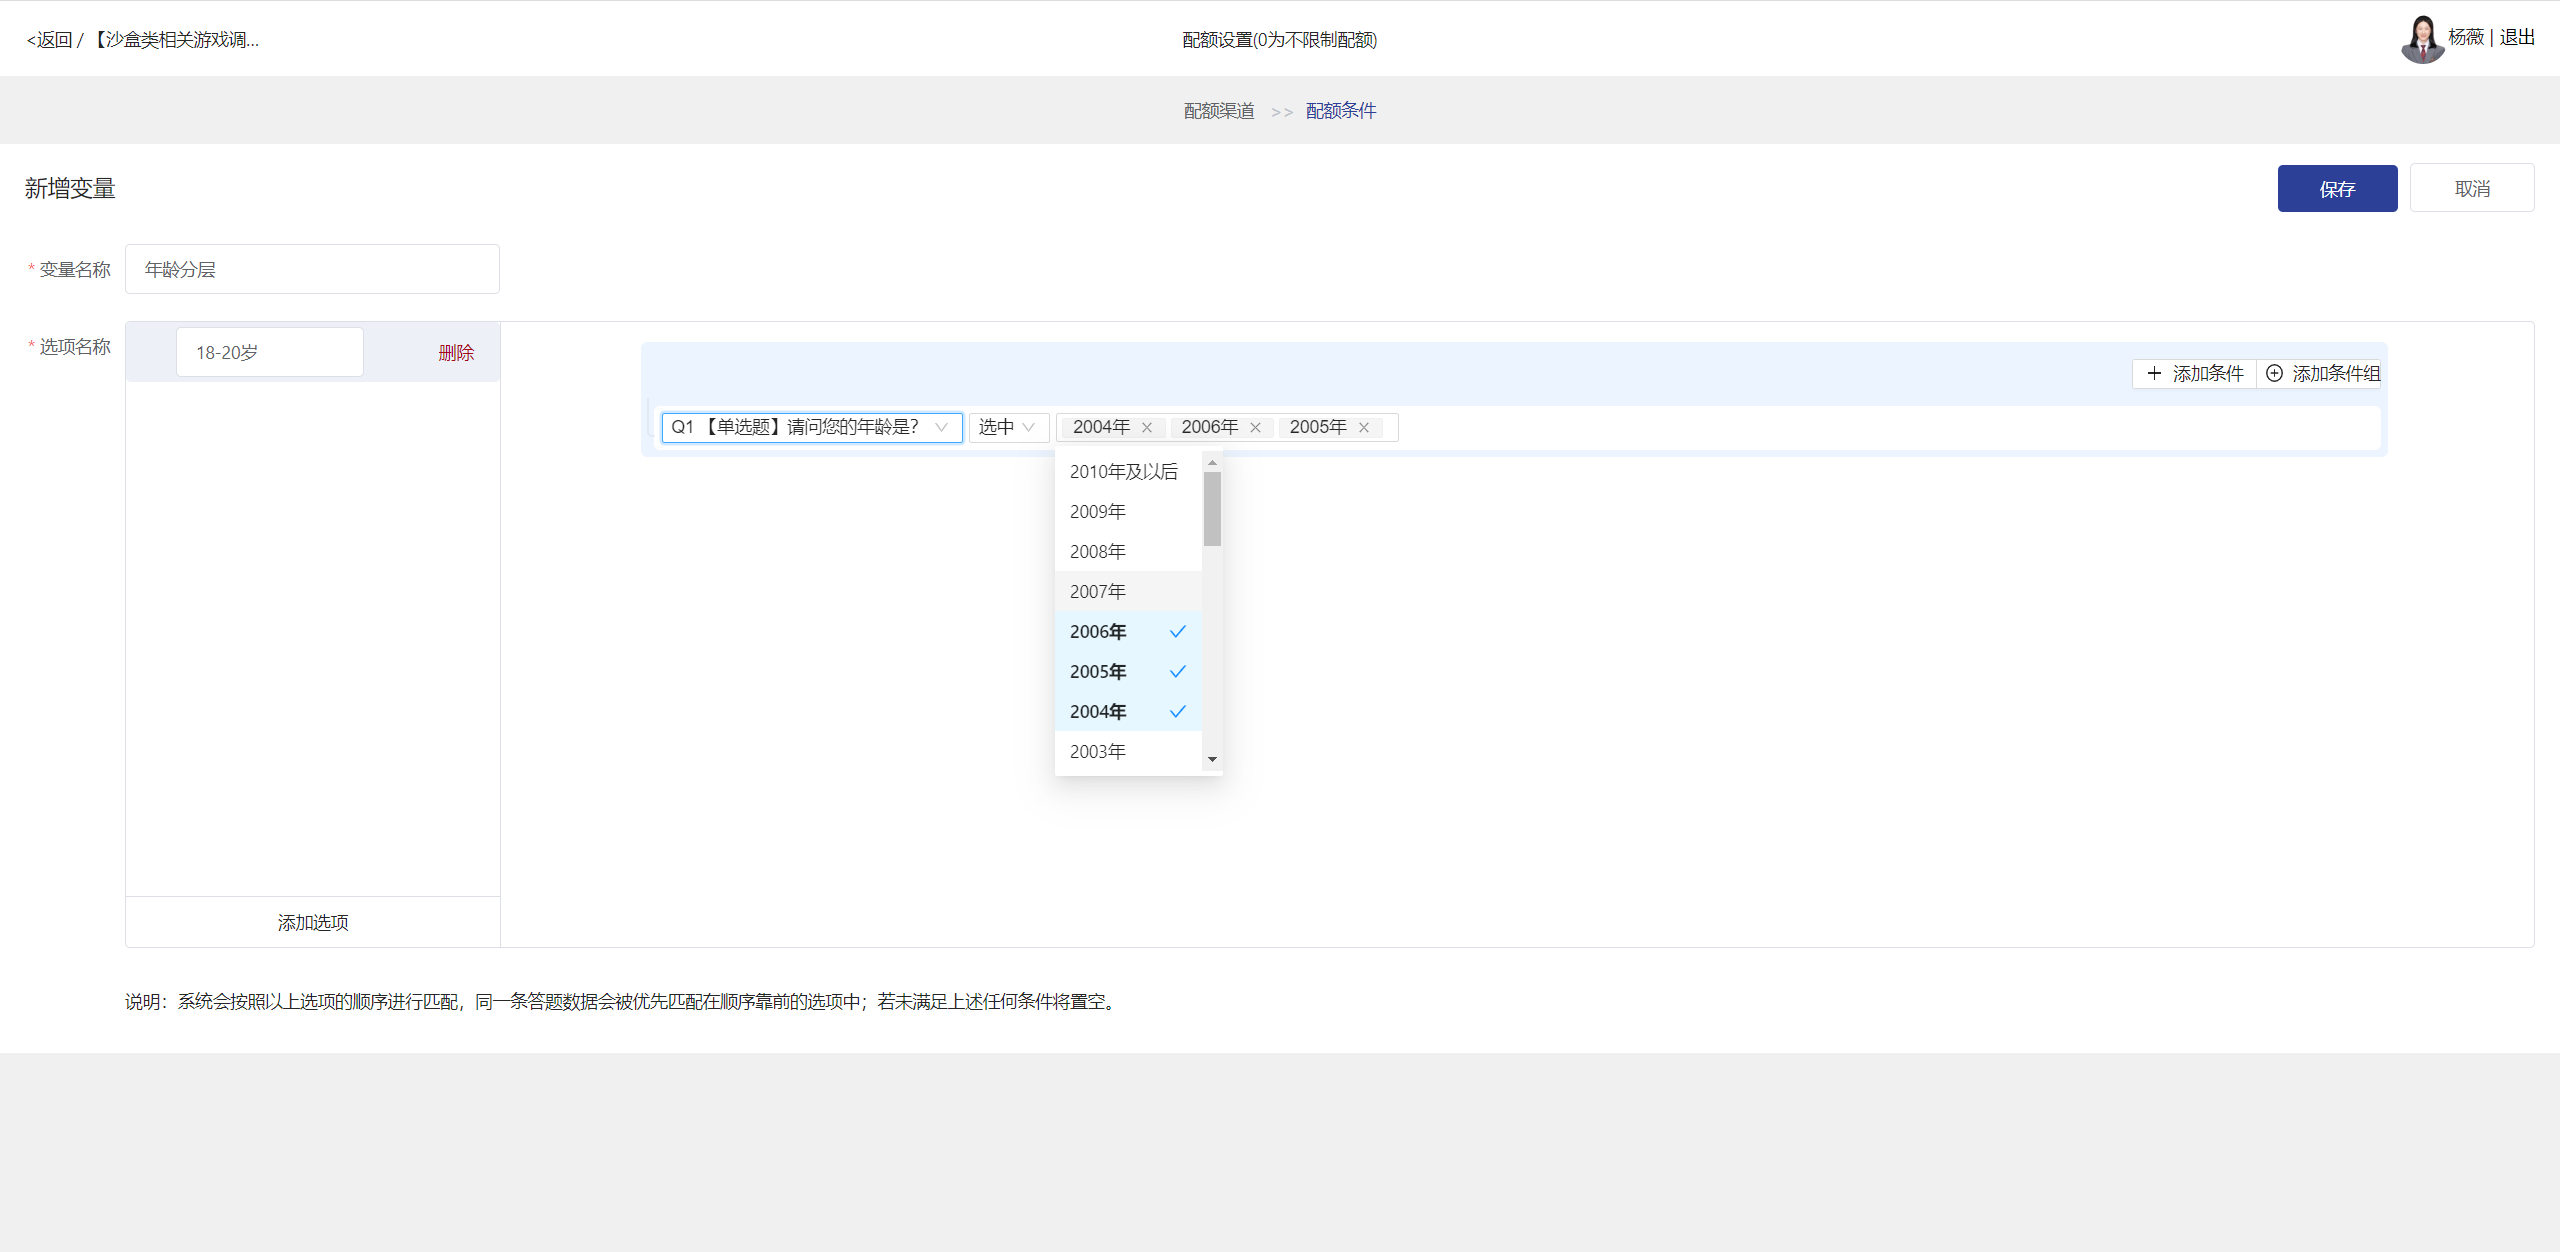 <返回 / 【沙盒类相关游戏调...
配额设置(0为不限制配额)
杨薇 | 退出
配额渠道 >> 配额条件
新增变量
保存
取消
* 变量名称
年龄分层
* 选项名称
18-20岁
删除
添加条件
添加条件组
Q1 【单选题】请问您的年龄是?
选中
2004年
2006年
2005年
2010年及以后
2009年
2008年
2007年
2006年
2005年
2004年
2003年
添加选项
说明：系统会按照以上选项的顺序进行匹配，同一条答题数据会被优先匹配在顺序靠前的选项中；若未满足上述任何条件将置空。